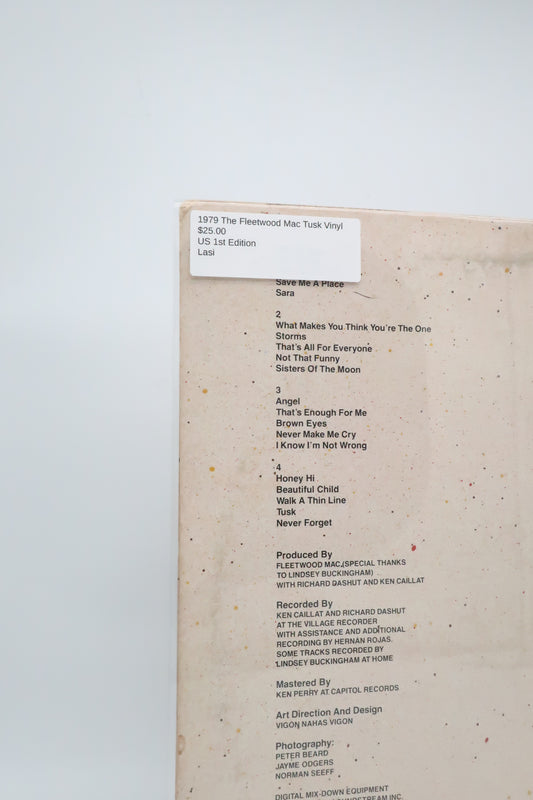 1979 The Fleetwood Mac Tusk Vinyl
$25.00
US 1st Edition
Lasi
Save Me A Place
Sara
2
What Makes You Think You're The One
Storms
That's All For Everyone
Not That Funny
Sisters Of The Moon
3
Angel
That's Enough For Me
Brown Eyes
Never Make Me Cry
I Know I'm Not Wrong
4
Honey Hi
Beautiful Child
Walk A Thin Line
Tusk
Never Forget
Produced By
FLEETWOOD MAC (SPECIAL THANKS
TO LINDSEY BUCKINGHAM)
WITH RICHARD DASHUT AND KEN CAILLAT
Recorded By
KEN CAILLAT AND RICHARD DASHUT
AT THE VILLAGE RECORDER
WITH ASSISTANCE AND ADDITIONAL
RECORDING BY HERNAN ROJAS.
SOME TRACKS RECORDED BY
LINDSEY BUCKINGHAM AT HOME
Mastered By
KEN PERRY AT CAPITOL RECORDS
Art Direction And Design
VIGON NAHAS VIGON
Photography:
PETER BEARD
JAYME ODGERS
NORMAN SEEFF
DIGITAL MIX-DOWN EQUIPMENT
SOUNDSTREAM INC.